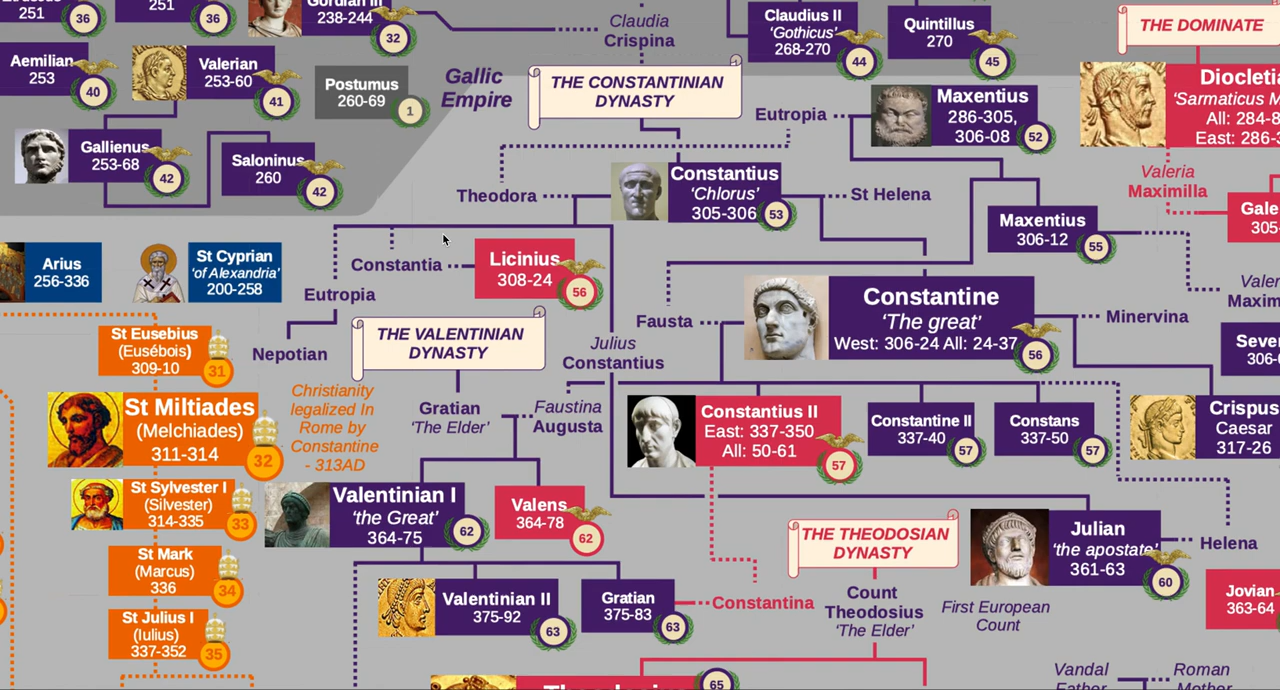 251
36
251
36
Gordian III
238-244
32
Claudia
Crispina
Claudius II
'Gothicus'
268-270
44
Quintillus
270
45
THE DOMINATE
Aemilian
253
40
Valerian
253-60
41
Postumus
260-69
1
Gallic
Empire
THE CONSTANTINIAN
DYNASTY
Eutropia
Maxentius
286-305,
306-08
52
'Sarmaticus
All: 284-
East: 286-
Gallienus
253-68
42
Saloninus
260
42
Theodora
Constantius
'Chlorus'
305-306
53
St Helena
Valeria
Maximilla
305-
Maxentius
306-12
55
Arius
256-336
St Cyprian
'of Alexandria'
200-258
Constantia
Licinius
308-24
56
Eutropia
Nepotian
Fausta
Constantine
'The great'
West: 306-24 All: 24-37
56
Minervina
St Eusebius
(Eusébois)
309-10
31
THE VALENTINIAN
DYNASTY
Julius
Constantius
St Miltiades
(Melchiades)
311-314
32
Christianity
legalized In
Rome by
Constantine
- 313AD
Gratian
'The Elder'
Faustina
Augusta
Constantius II
East: 337-350
All: 50-61
57
Constantine II
337-40
57
Constans
337-50
57
Crispus
Caesar
317-26
St Sylvester I
(Silvester)
314-335
33
Valentinian I
'the Great'
364-75
62
Valens
364-78
62
THE THEODOSIAN
DYNASTY
Julian
'the apostate'
361-63
60
Helena
St Mark
(Marcus)
336
34
Valentinian II
375-92
63
Gratian
375-83
63
Constantina
Count
Theodosius
'The Elder'
First European
Count
Jovian
363-64
St Julius I
(Iulius)
337-352
35
65
Vandal
Father
Roman
Mother